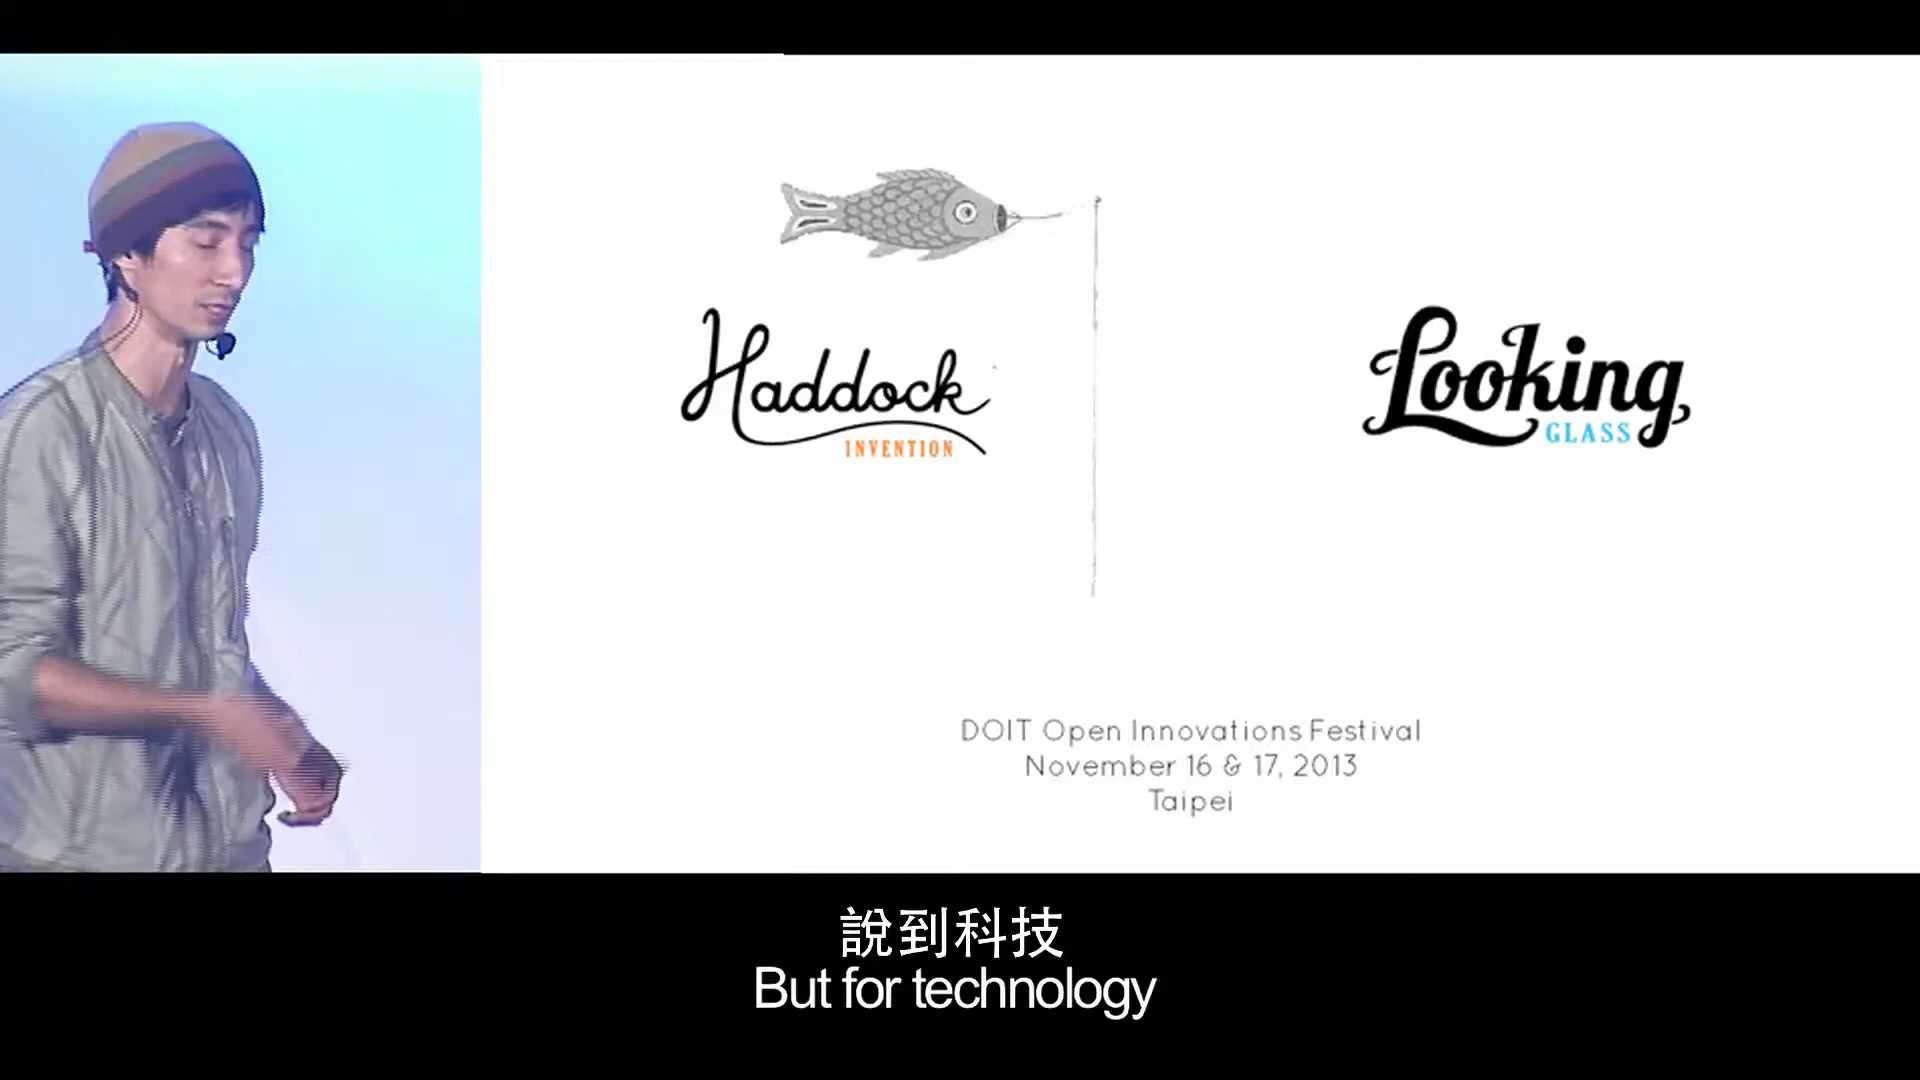 Haddock
INVENTION
Looking
GLASS
DOIT Open Innovations Festival
November 16 & 17, 2013
Taipei
說到科技
But for technology